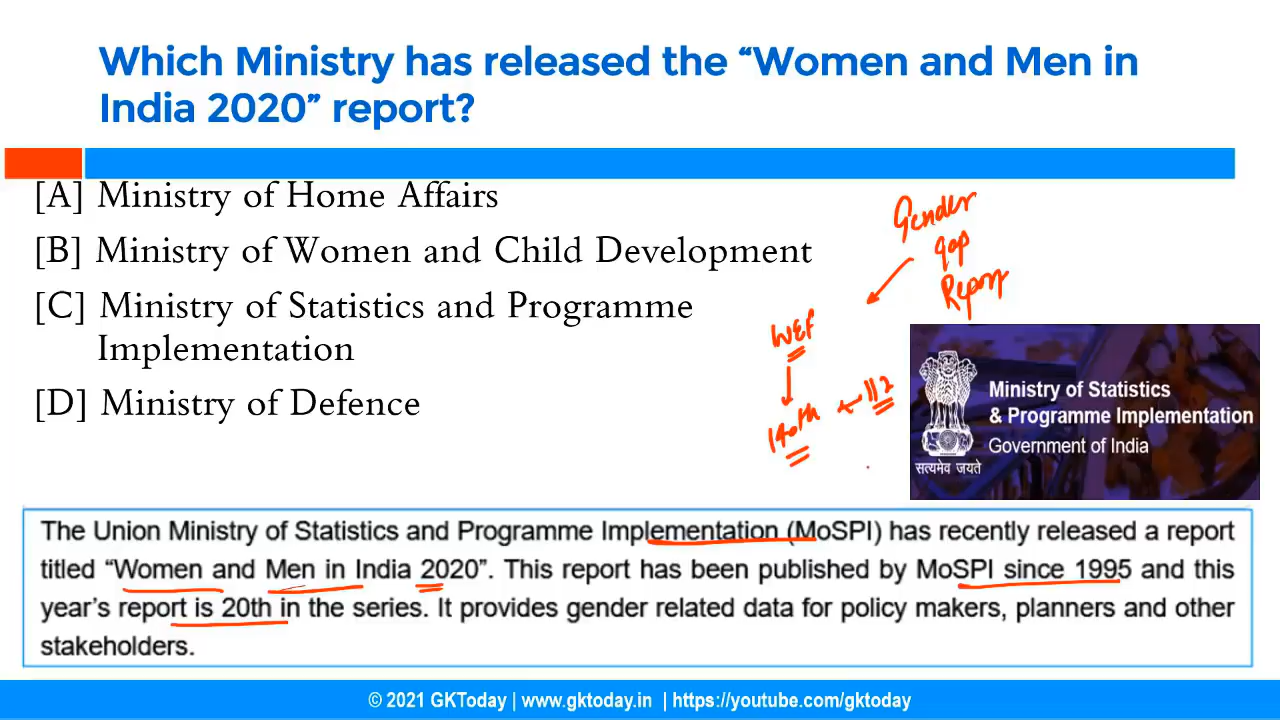 Which Ministry has released the “Women and Men in
India 2020” report?
[A] Ministry of Home Affairs
[B] Ministry of Women and Child Development
[C] Ministry of Statistics and Programme
Implementation
[D] Ministry of Defence
Gender
gap
Report
WEF
140th
112
Ministry of Statistics
& Programme Implementation
Government of India
सत्यमेव जयते
The Union Ministry of Statistics and Programme Implementation (MoSPI) has recently released a report
titled “Women and Men in India 2020”. This report has been published by MoSPI since 1995 and this
year’s report is 20th in the series. It provides gender related data for policy makers, planners and other
stakeholders.
© 2021 GKToday | www.gktoday.in | https://youtube.com/gktoday